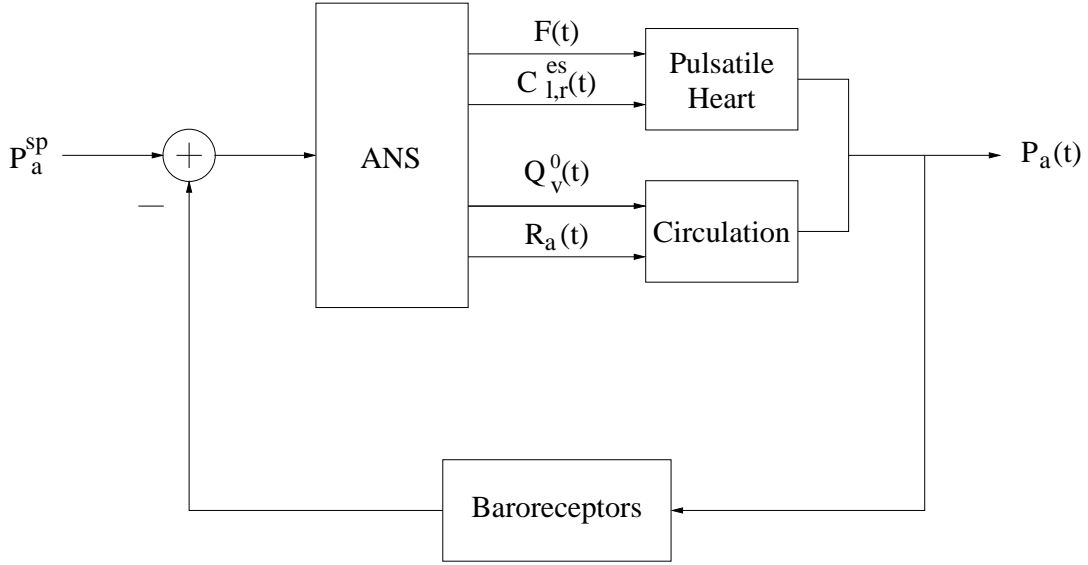 F(t)
C l,r es (t)
Pulsatile
Heart
P a sp
+
ANS
P a (t)
−
Q v 0 (t)
R a (t)
Circulation
Baroreceptors